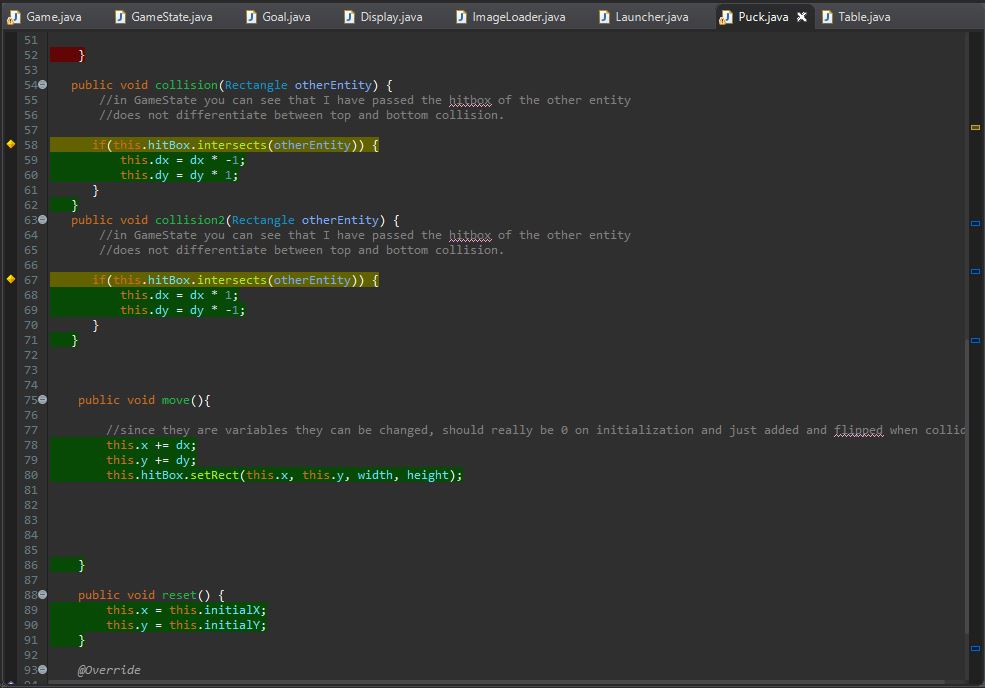 Game.java GameState.java Goal.java Display.java ImageLoader.java Launcher.java Puck.java Table.java
51
52 }
53
54 public void collision(Rectangle otherEntity) {
55 //in GameState you can see that I have passed the hitbox of the other entity
56 //does not differentiate between top and bottom collision.
57
58 if(this.hitBox.intersects(otherEntity)) {
59 this.dx = dx * -1;
60 this.dy = dy * 1;
61 }
62 }
63 public void collision2(Rectangle otherEntity) {
64 //in GameState you can see that I have passed the hitbox of the other entity
65 //does not differentiate between top and bottom collision.
66
67 if(this.hitBox.intersects(otherEntity)) {
68 this.dx = dx * 1;
69 this.dy = dy * -1;
70 }
71 }
72
73
74
75 public void move(){
76
77 //since they are variables they can be changed, should really be 0 on initialization and just added and flipped when collid
78 this.x += dx;
79 this.y += dy;
80 this.hitBox.setRect(this.x, this.y, width, height);
81
82
83
84
85
86 }
87
88 public void reset() {
89 this.x = this.initialX;
90 this.y = this.initialY;
91 }
92
93 @Override